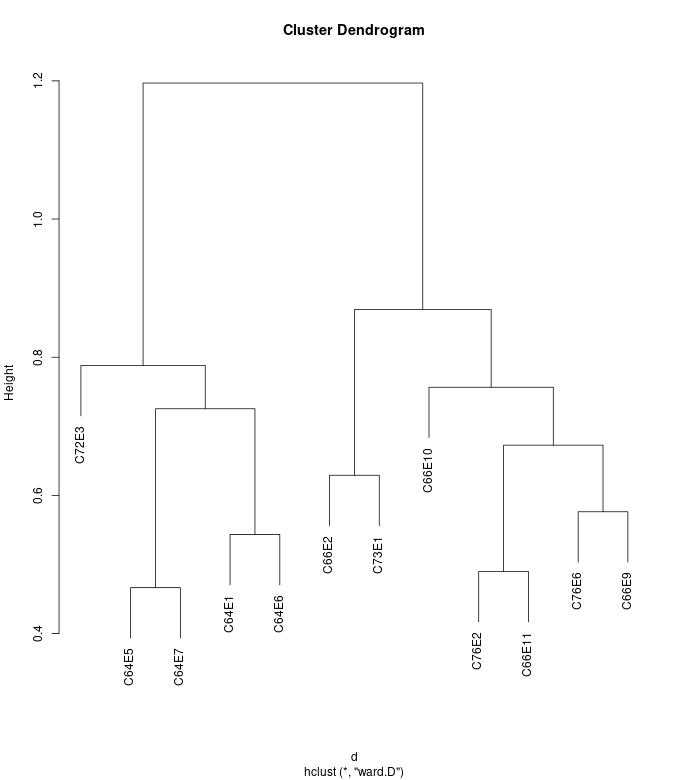 Cluster Dendrogram
Height
1.2
1.0
0.8
0.6
0.4
C72E3
C64E5
C64E7
C64E1
C64E6
C66E2
C73E1
C66E10
C76E2
C66E11
C76E6
C66E9
d
hclust (*, "ward.D")